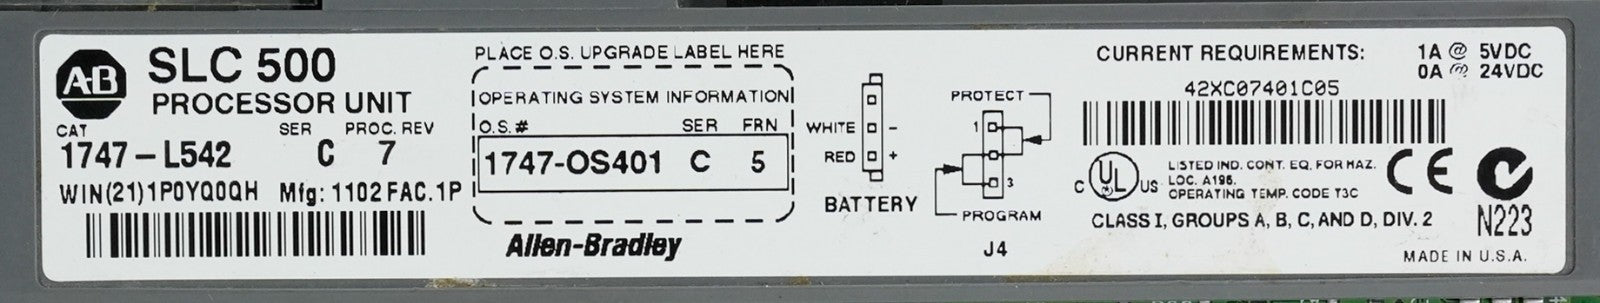 A-B
SLC 500
PROCESSOR UNIT
CAT SER PROC. REV
1747-L542 C 7
WIN(21)1P0YQ0QH Mfg: 1102 FAC.1P
PLACE O.S. UPGRADE LABEL HERE
OPERATING SYSTEM INFORMATION
O.S.# SER FRN
1747-OS401 C 5
Allen-Bradley
WHITE -
RED +
BATTERY
PROTECT
1
3
PROGRAM
J4
CURRENT REQUIREMENTS: 1A @ 5VDC
0A @ 24VDC
42XC07401C05
C UL US
LISTED IND. CONT. EQ. FOR HAZ.
LOC. A196.
OPERATING TEMP. CODE T3C
CE
N223
CLASS I, GROUPS A, B, C, AND D, DIV. 2
MADE IN U.S.A.